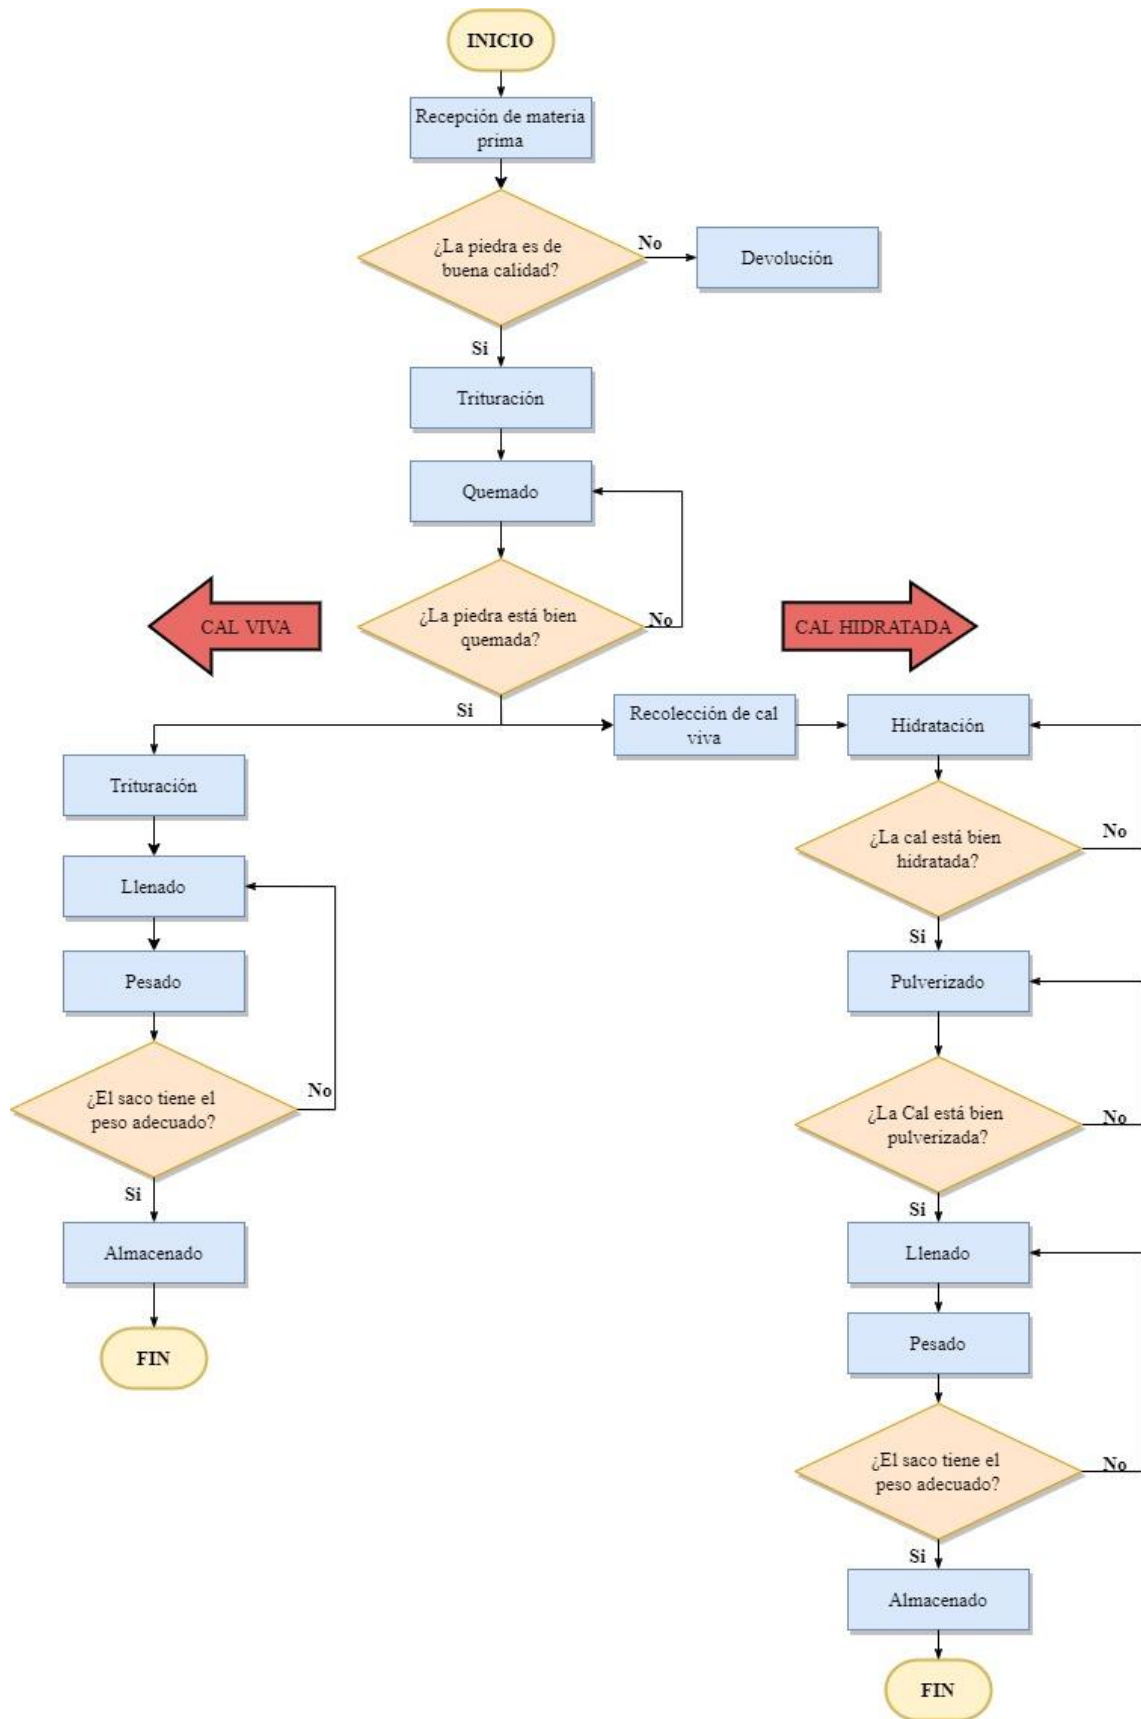 INICIO
Recepción de materia
prima
¿La piedra es de
buena calidad?
No
Devolución
Si
Trituración
Quemado
¿La piedra está bien
quemada?
No
CAL VIVA
CAL HIDRATADA
Si
Recolección de cal
viva
Hidratación
Trituración
¿La cal está bien
hidratada?
No
Llenado
Si
Pesado
Pulverizado
¿El saco tiene el
peso adecuado?
No
¿La Cal está bien
pulverizada?
No
Si
Si
Almacenado
Llenado
FIN
Pesado
¿El saco tiene el
peso adecuado?
No
Si
Almacenado
FIN